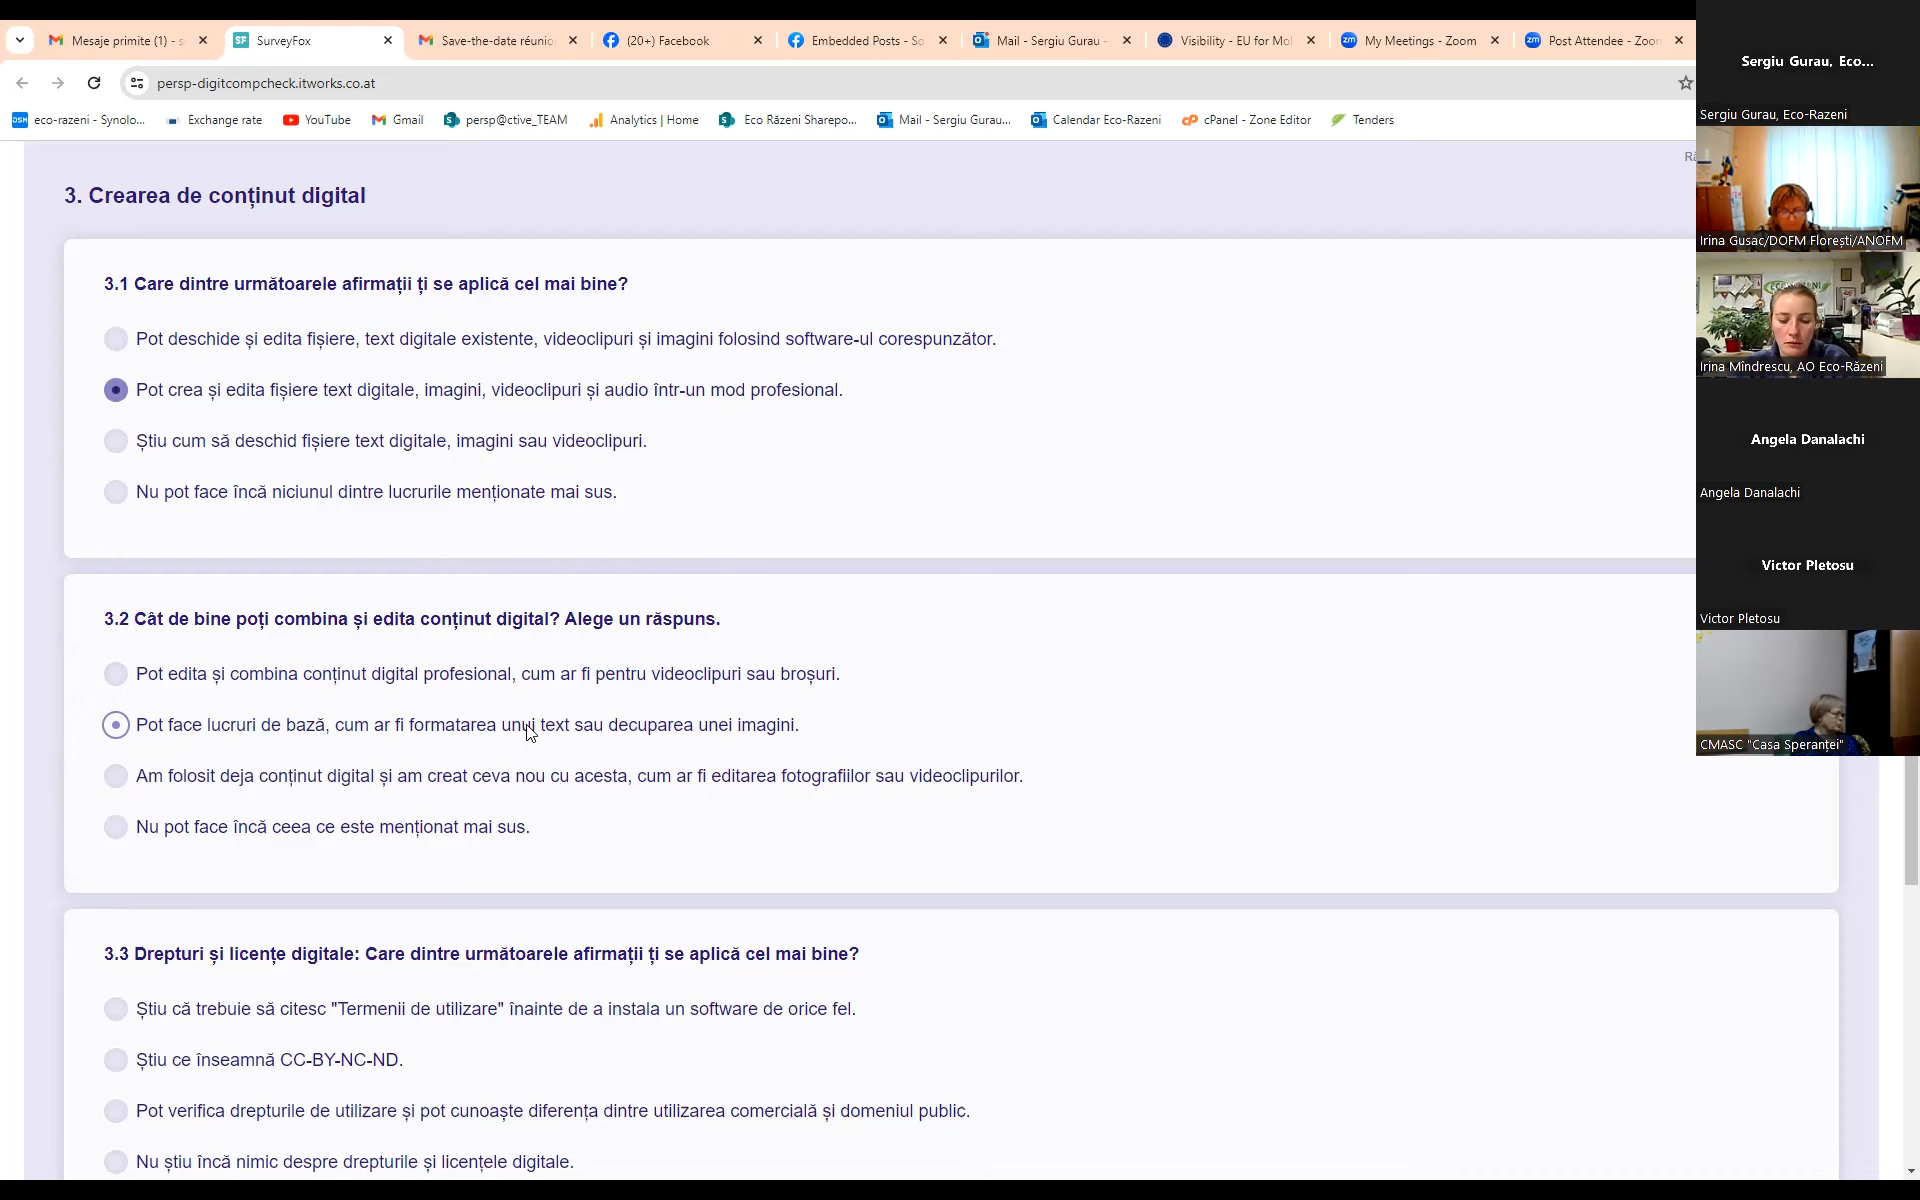 Mesaje primite (1) - s
SurveyFox
Save-the-date réunio
(20+) Facebook
Embedded Posts - So
Mail - Sergiu Gurau -
Visibility - EU for Mol
My Meetings - Zoom
Post Attendee - Zoom
persp-digitcompcheck.itworks.co.at
eco-razeni - Synolo...
Exchange rate
YouTube
Gmail
persp@ctive_TEAM
Analytics | Home
Eco Răzeni Sharepo...
Mail - Sergiu Gurau...
Calendar Eco-Razeni
cPanel - Zone Editor
Tenders
3. Crearea de conținut digital
3.1 Care dintre următoarele afirmații ți se aplică cel mai bine?
Pot deschide și edita fișiere, text digitale existente, videoclipuri și imagini folosind software-ul corespunzător.
Pot crea și edita fișiere text digitale, imagini, videoclipuri și audio într-un mod profesional.
Știu cum să deschid fișiere text digitale, imagini sau videoclipuri.
Nu pot face încă niciunul dintre lucrurile menționate mai sus.
3.2 Cât de bine poți combina și edita conținut digital? Alege un răspuns.
Pot edita și combina conținut digital profesional, cum ar fi pentru videoclipuri sau broșuri.
Pot face lucruri de bază, cum ar fi formatarea unui text sau decuparea unei imagini.
Am folosit deja conținut digital și am creat ceva nou cu acesta, cum ar fi editarea fotografiilor sau videoclipurilor.
Nu pot face încă ceea ce este menționat mai sus.
3.3 Drepturi și licențe digitale: Care dintre următoarele afirmații ți se aplică cel mai bine?
Știu că trebuie să citesc "Termenii de utilizare" înainte de a instala un software de orice fel.
Știu ce înseamnă CC-BY-NC-ND.
Pot verifica drepturile de utilizare și pot cunoaște diferența dintre utilizarea comercială și domeniul public.
Nu știu încă nimic despre drepturile și licențele digitale.
Sergiu Gurau, Eco...
Sergiu Gurau, Eco-Razeni
Irina Gusac/DOFM Florești/ANOFM
Irina Mîndrescu, AO Eco-Răzeni
Angela Danalachi
Angela Danalachi
Victor Pletosu
Victor Pletosu
CMASC "Casa Speranței"